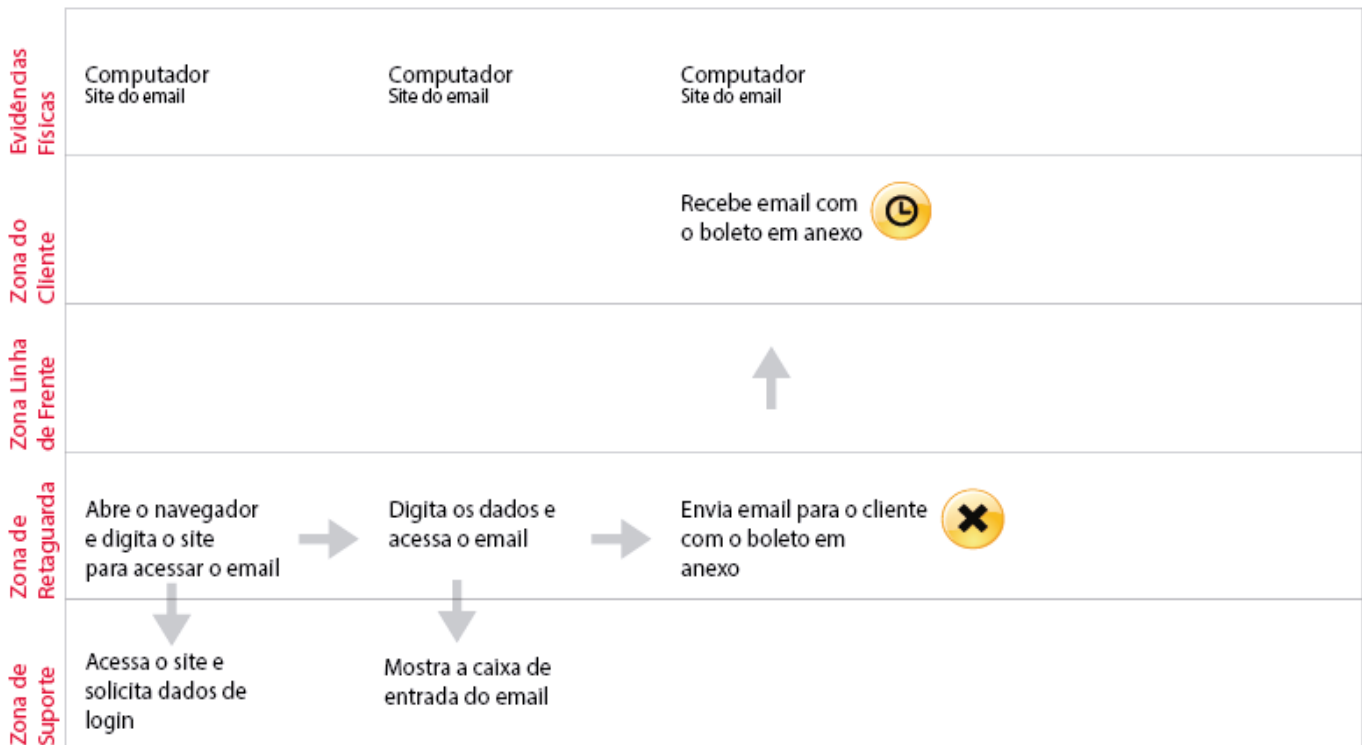 Evidências
Físicas
Computador
Site do email
Computador
Site do email
Computador
Site do email
Zona do
Cliente
Recebe email com
o boleto em anexo
Zona Linha
de Frente
Zona de
Retaguarda
Abre o navegador
e digita o site
para acessar o email
Digita os dados e
acessa o email
Envia email para o cliente
com o boleto em
anexo
Zona de
Suporte
Acessa o site e
solicita dados de
login
Mostra a caixa de
entrada do email